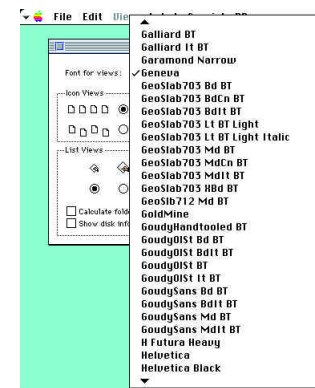 File Edit
Font for views:
Icon Views
List Views
Calculate
Show disk
Galliard BT
Galliard It BT
Garamond Narrow
✓Geneva
GeoSlab703 Bd BT
GeoSlab703 BdCn BT
GeoSlab703 BdIt BT
GeoSlab703 Lt BT Light
GeoSlab703 Lt BT Light Italic
GeoSlab703 Md BT
GeoSlab703 MdCn BT
GeoSlab703 MdIt BT
GeoSlab703 XBd BT
GeoSlb712 Md BT
GoldMine
GoudyHandtooled BT
GoudyOlSt Bd BT
GoudyOlSt BdIt BT
GoudyOlSt BT
GoudyOlSt It BT
GoudySans Bd BT
GoudySans BdIt BT
GoudySans Md BT
GoudySans MdIt BT
H Futura Heavy
Helvetica
Helvetica Black